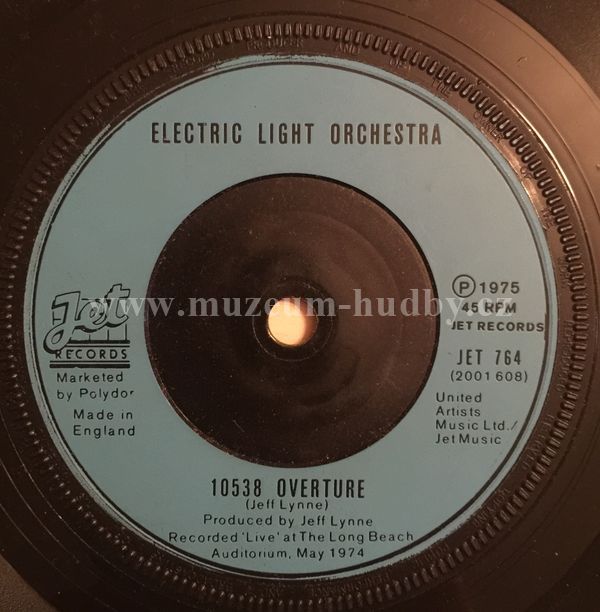 ELECTRIC LIGHT ORCHESTRA
Jet
RECORDS
Marketed
by Polydor
Made in
England
Ⓟ 1975
45 RPM
JET RECORDS
JET 764
(2001 608)
United
Artists
Music Ltd./
Jet Music
www.muzeum-hudby.cz
10538 OVERTURE
(Jeff Lynne)
Produced by Jeff Lynne
Recorded 'Live' at The Long Beach
Auditorium, May 1974